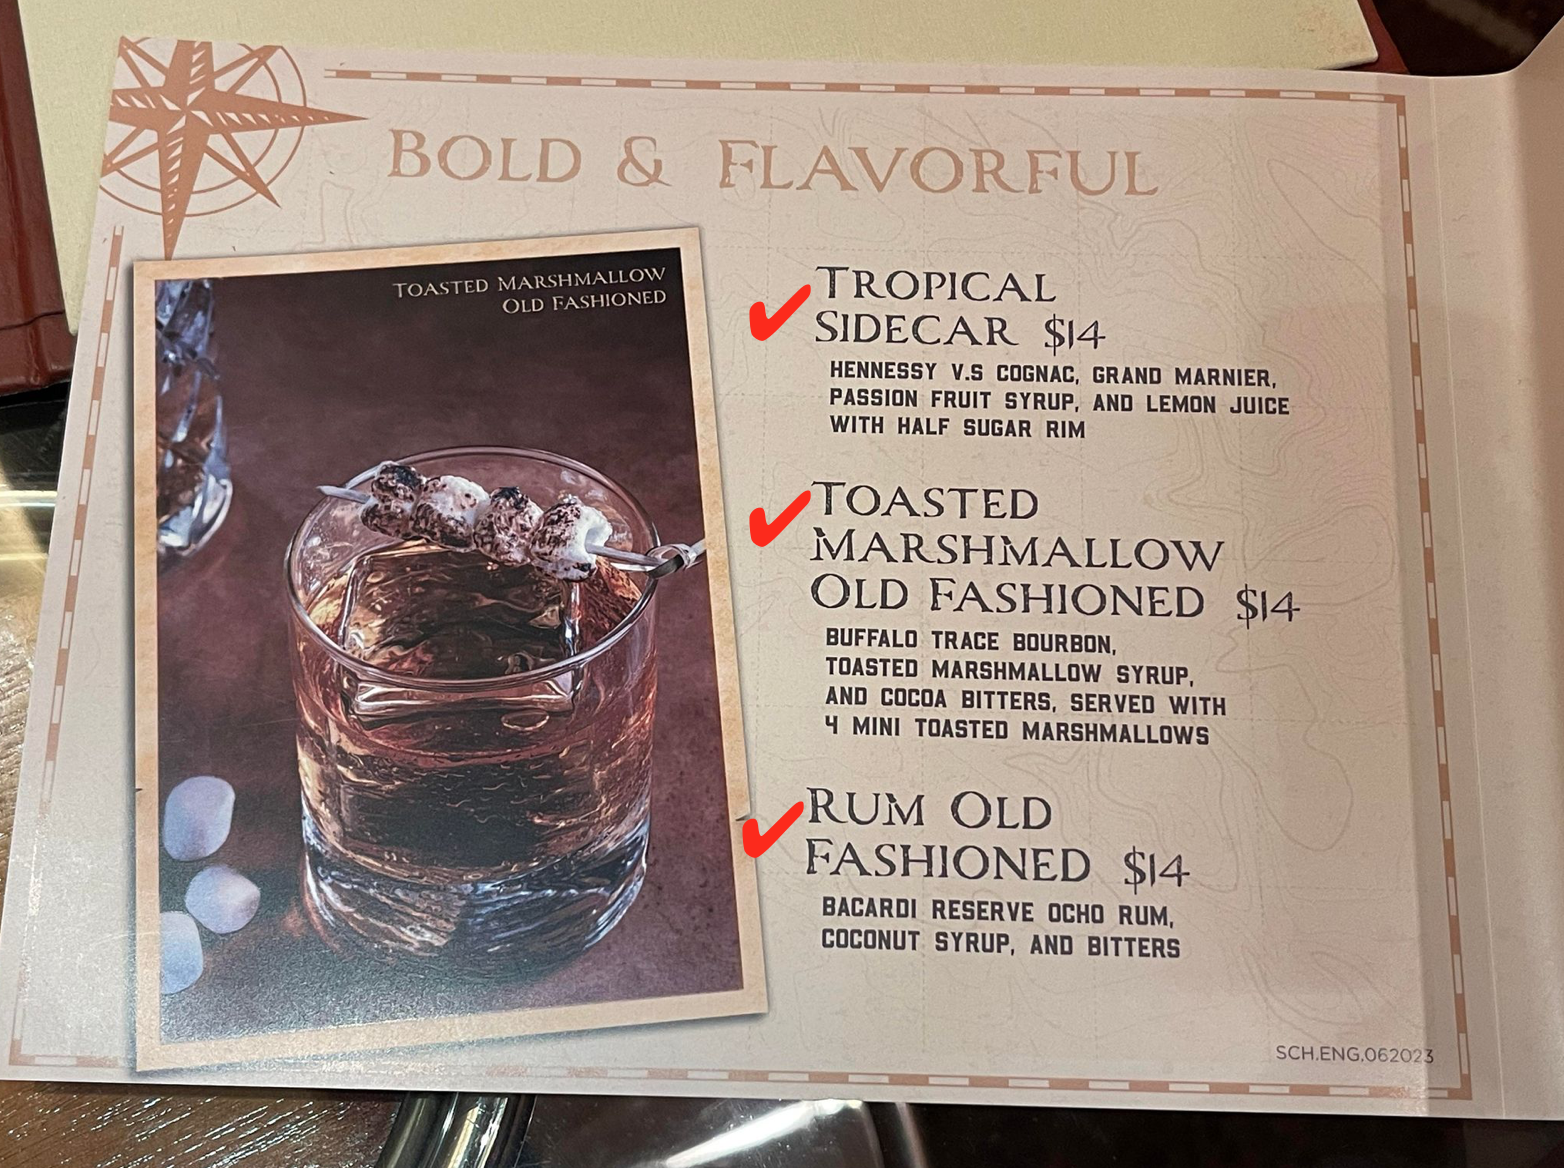 BOLD & FLAVORFUL
TOASTED MARSHMALLOW
OLD FASHIONED
TROPICAL
SIDECAR $14
HENNESSY V.S COGNAC, GRAND MARNIER,
PASSION FRUIT SYRUP, AND LEMON JUICE
WITH HALF SUGAR RIM
TOASTED
MARSHMALLOW
OLD FASHIONED $14
BUFFALO TRACE BOURBON,
TOASTED MARSHMALLOW SYRUP,
AND COCOA BITTERS, SERVED WITH
4 MINI TOASTED MARSHMALLOWS
RUM OLD
FASHIONED $14
BACARDI RESERVE OCHO RUM,
COCONUT SYRUP, AND BITTERS
SCH.ENG.062023